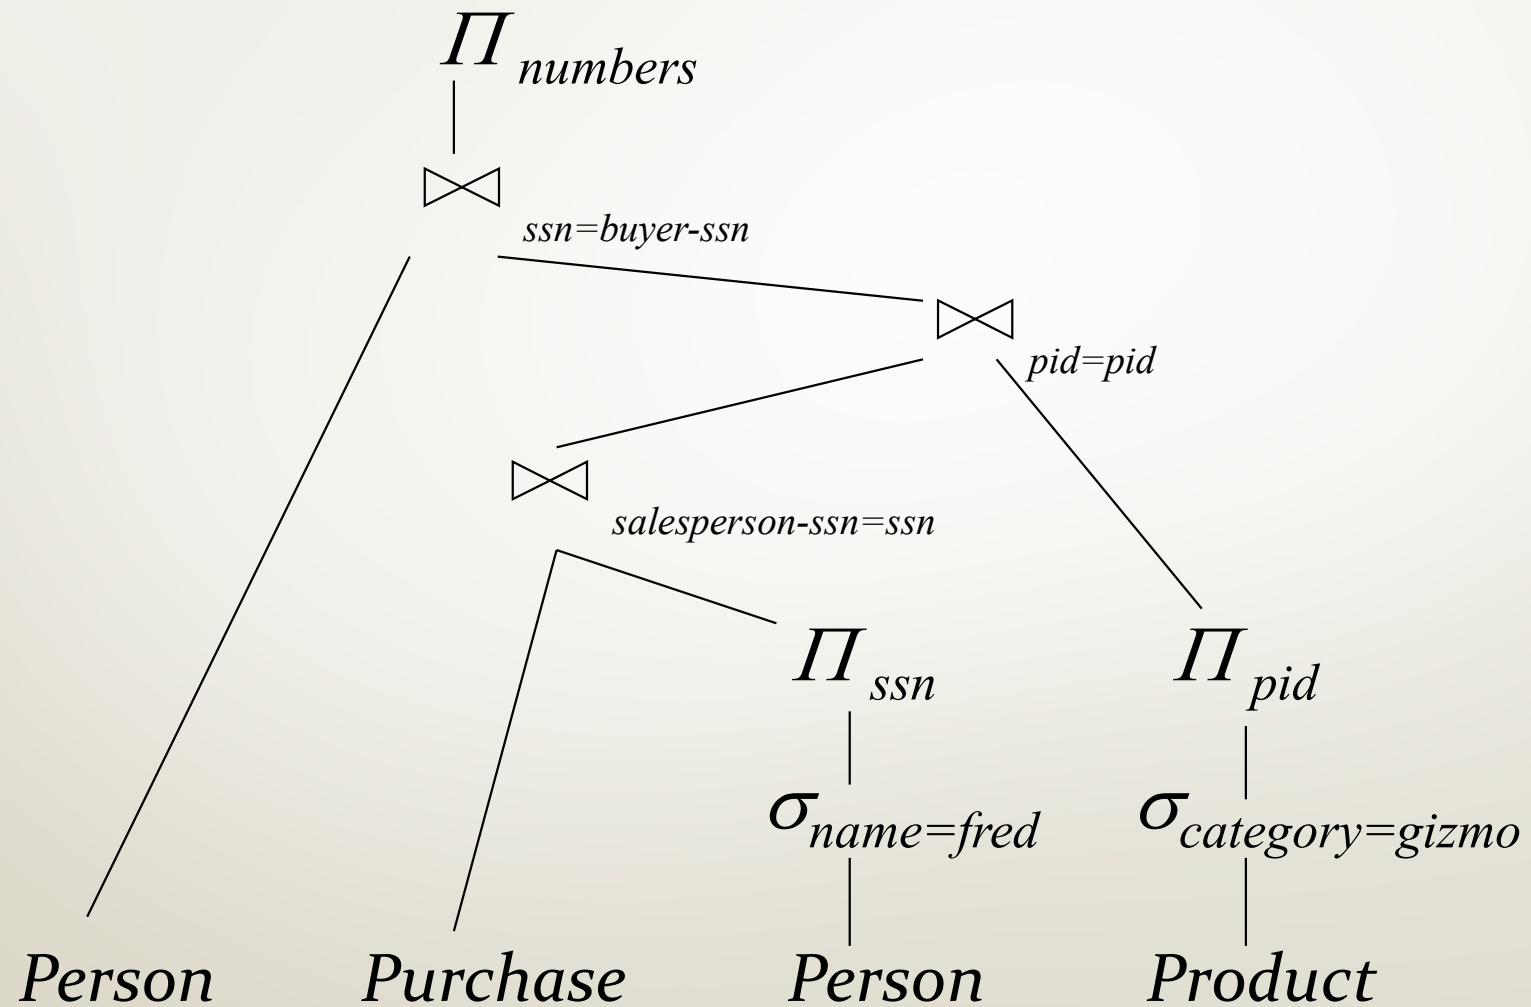 Π numbers
⋈
ssn=buyer-ssn
⋈
pid=pid
⋈
salesperson-ssn=ssn
Π ssn
Π pid
σ name=fred
σ category=gizmo
Person
Purchase
Person
Product